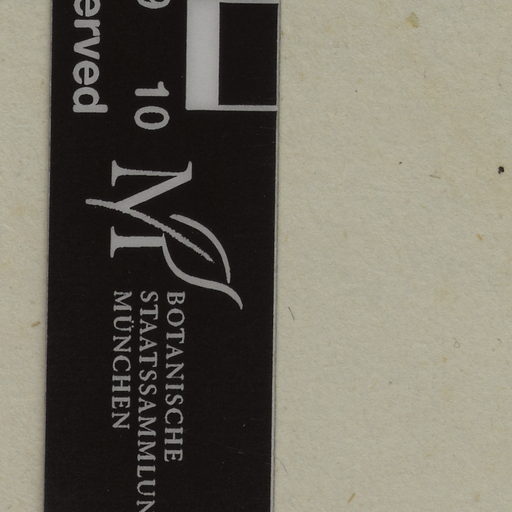 9 10
erved
M
BOTANISCHE
STAATSSAMMLUN
MÜNCHEN